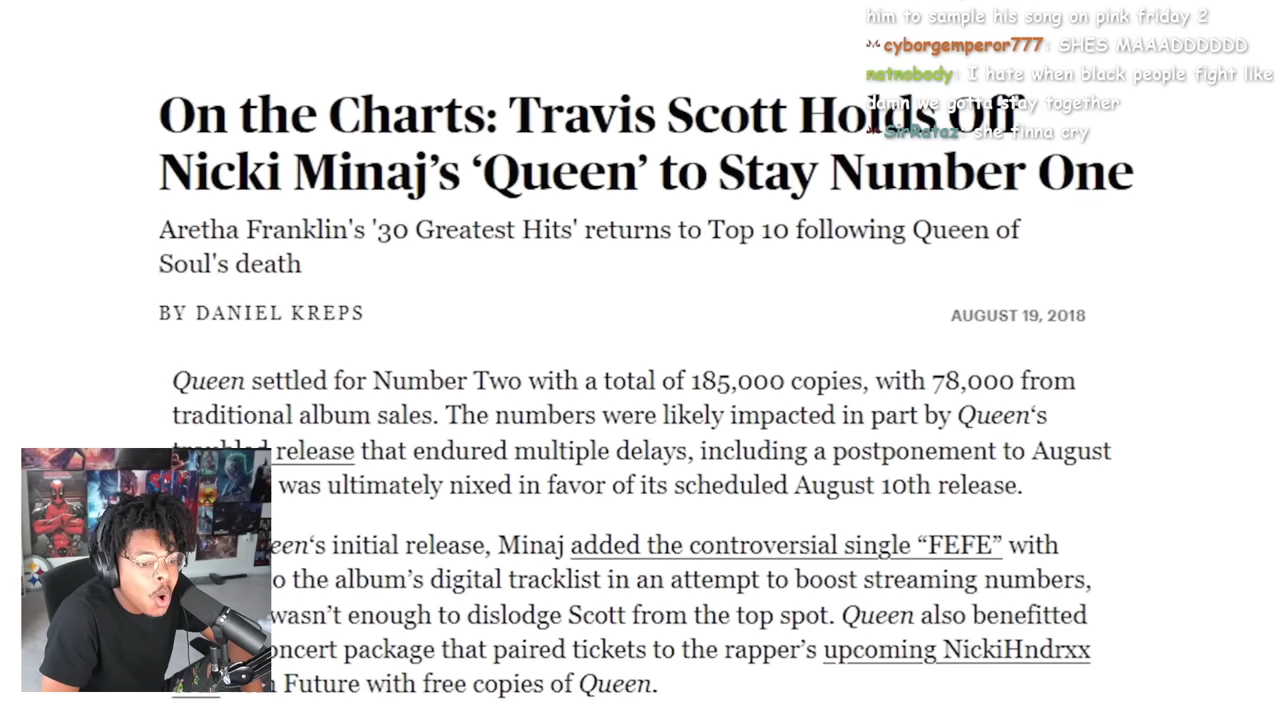 him to sample his song on pink friday 2
cyborgemperor777: SHES MAAADDDDDD
natnobody: I hate when black people fight like
damn we gotta stay together
SirRataz: she finna cry
On the Charts: Travis Scott Holds Off
Nicki Minaj's ‘Queen’ to Stay Number One
Aretha Franklin's '30 Greatest Hits' returns to Top 10 following Queen of
Soul's death
BY DANIEL KREPS
AUGUST 19, 2018
Queen settled for Number Two with a total of 185,000 copies, with 78,000 from
traditional album sales. The numbers were likely impacted in part by Queen‘s
troubled release that endured multiple delays, including a postponement to August
was ultimately nixed in favor of its scheduled August 10th release.
initial release, Minaj added the controversial single “FEFE” with
the album’s digital tracklist in an attempt to boost streaming numbers,
wasn’t enough to dislodge Scott from the top spot. Queen also benefitted
package that paired tickets to the rapper’s upcoming NickiHndrxx
Future with free copies of Queen.